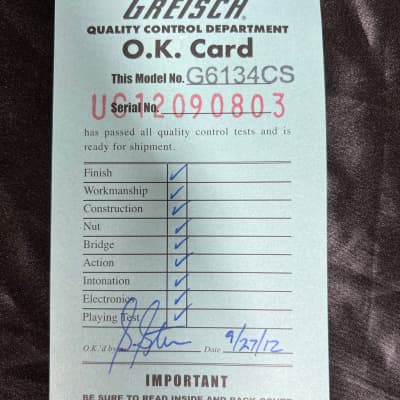 GRETSCH
QUALITY CONTROL DEPARTMENT
O.K. Card
This Model No. G6134CS
Serial No. UC12090803
has passed all quality control tests and is
ready for shipment.
Finish ✓
Workmanship ✓
Construction ✓
Nut ✓
Bridge ✓
Action ✓
Intonation ✓
Electronics ✓
Playing Test ✓
O.K.'d by Date 9/27/12
IMPORTANT
BE SURE TO READ INSIDE AND BACK COVER